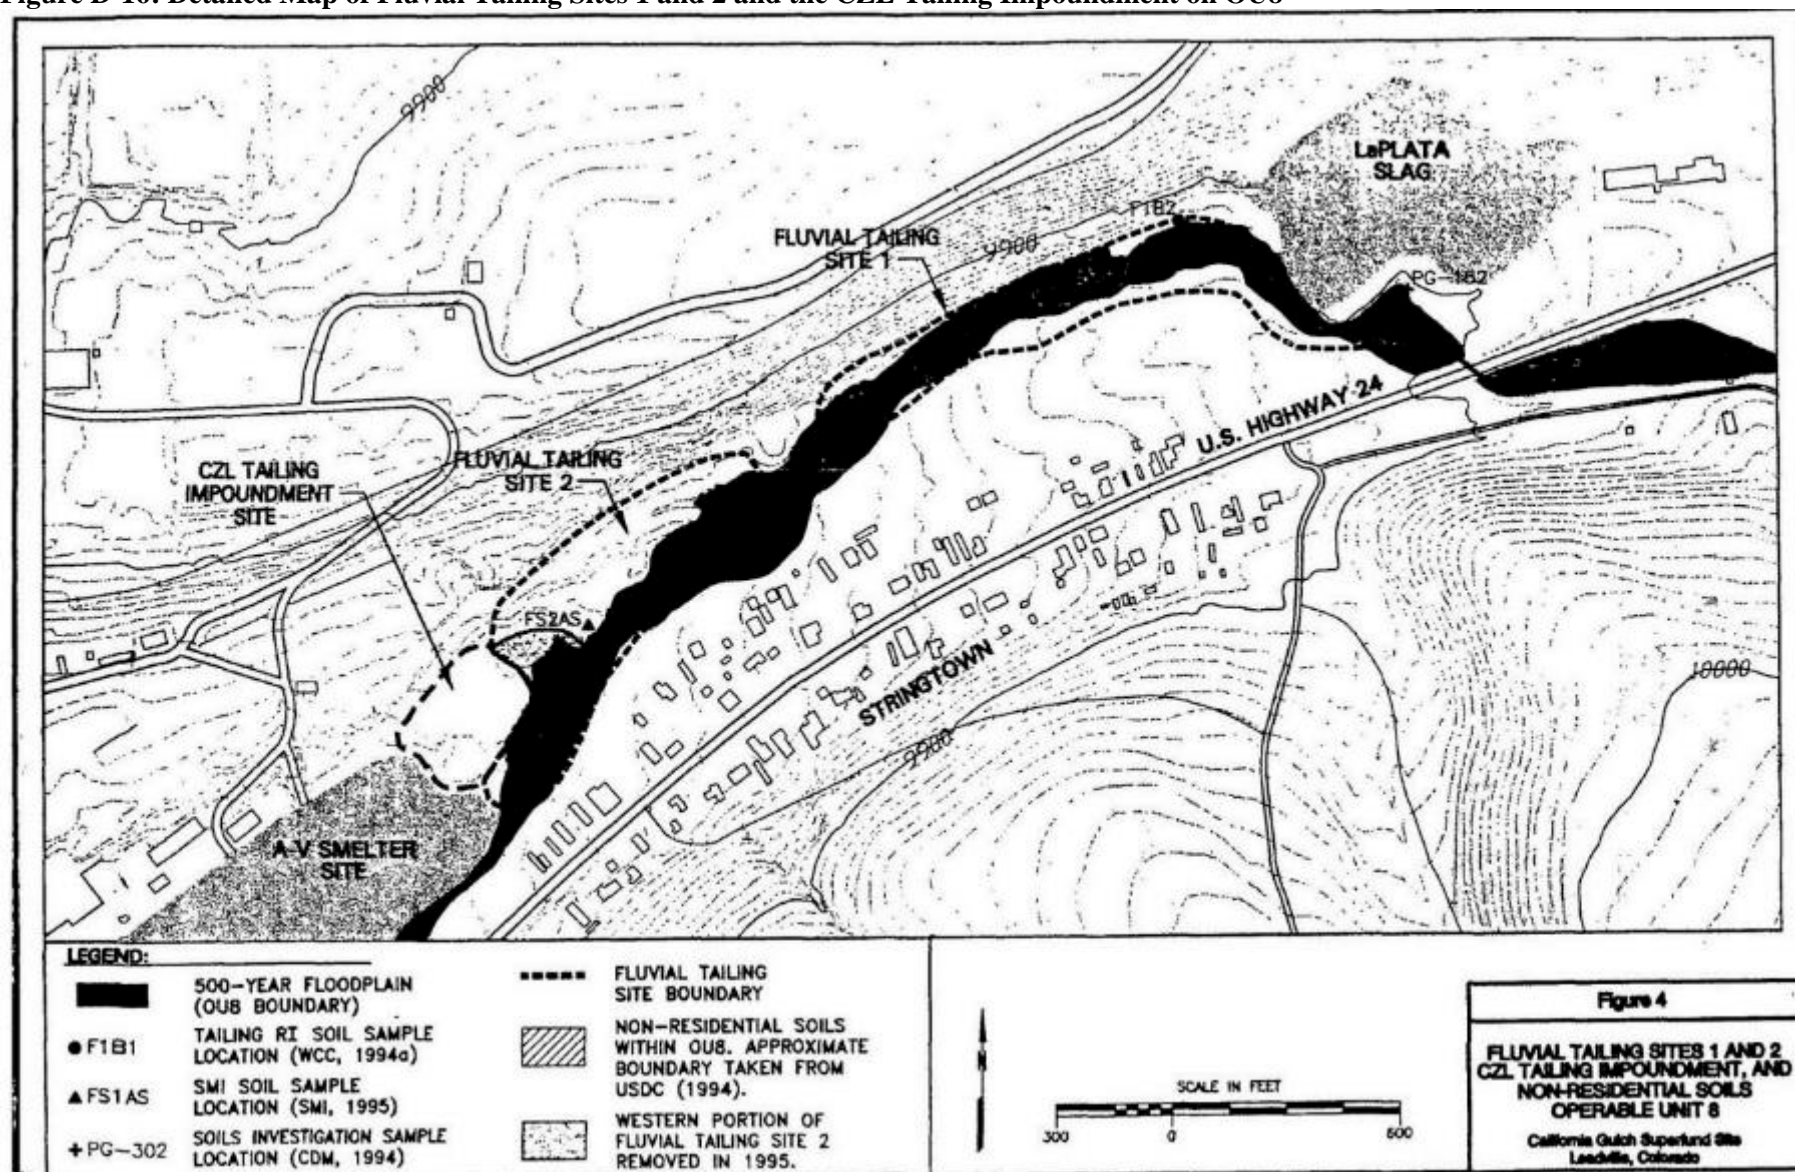 Figure D-10: Detailed Map of Fluvial Tailing Sites 1 and 2 and the CZL Tailing Impoundment on OU8
9900
LaPLATA
SLAG
F1B2
FLUVIAL TAILING
SITE 1
9900
PG-182
U.S. HIGHWAY 24
CZL TAILING
IMPOUNDMENT
SITE
FLUVIAL TAILING
SITE 2
FS2AS
STRINGTOWN
10000
9900
A-V SMELTER
SITE
LEGEND:
500-YEAR FLOODPLAIN
(OU8 BOUNDARY)
F1B1
TAILING RI SOIL SAMPLE
LOCATION (WCC, 1994a)
FS1AS
SMI SOIL SAMPLE
LOCATION (SMI, 1995)
+PG-302
SOILS INVESTIGATION SAMPLE
LOCATION (CDM, 1994)
FLUVIAL TAILING
SITE BOUNDARY
NON-RESIDENTIAL SOILS
WITHIN OU8. APPROXIMATE
BOUNDARY TAKEN FROM
USDC (1994).
WESTERN PORTION OF
FLUVIAL TAILING SITE 2
REMOVED IN 1995.
N
SCALE IN FEET
300 0 600
Figure 4
FLUVIAL TAILING SITES 1 AND 2
CZL TAILING IMPOUNDMENT, AND
NON-RESIDENTIAL SOILS
OPERABLE UNIT 8
California Gulch Superfund Site
Leadville, Colorado